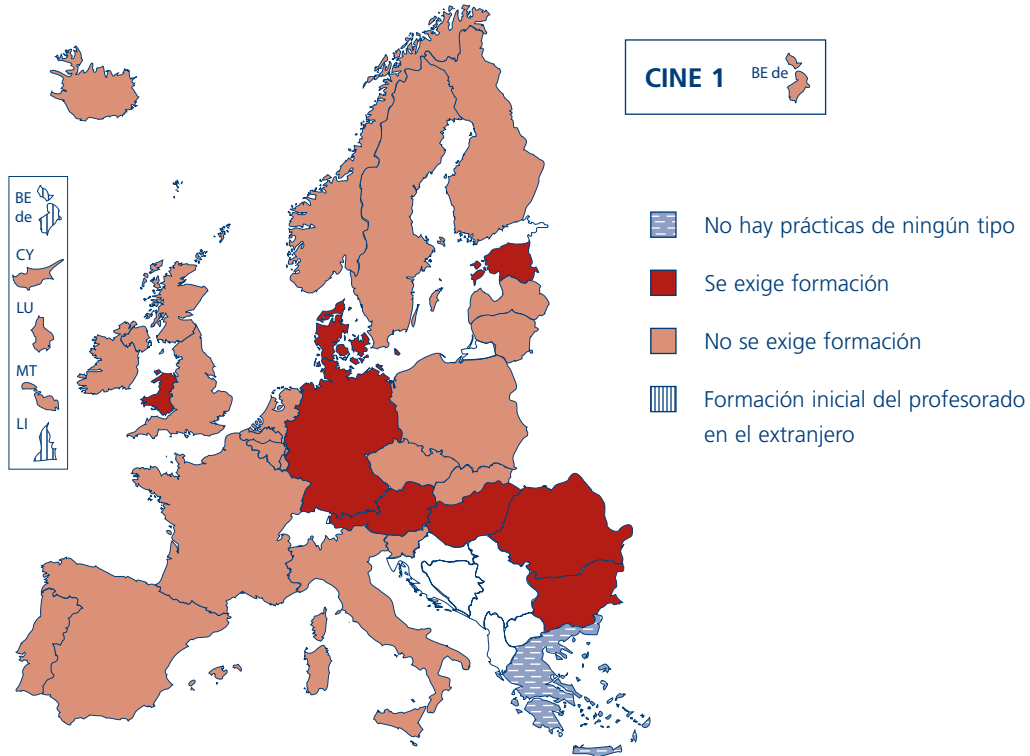 CINE 1
BE de
BE
de
CY
LU
MT
LI
No hay prácticas de ningún tipo
Se exige formación
No se exige formación
Formación inicial del profesorado
en el extranjero